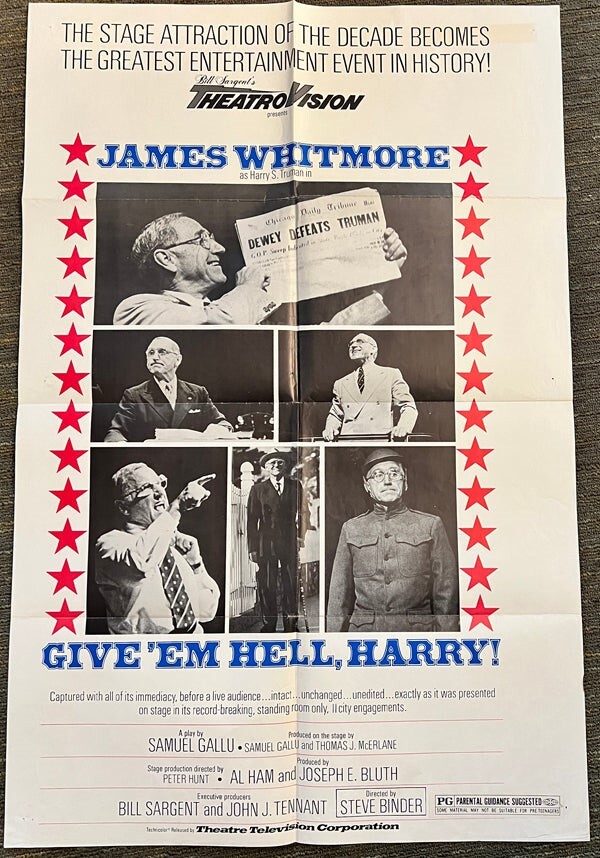 THE STAGE ATTRACTION OF THE DECADE BECOMES
THE GREATEST ENTERTAINMENT EVENT IN HISTORY!
Bill Sargent's
THEATROVISION
presents
JAMES WHITMORE
as Harry S. Truman in
Chicago Daily Tribune
DEWEY DEFEATS TRUMAN
GIVE 'EM HELL, HARRY!
Captured with all of its immediacy, before a live audience...intact...unchanged...unedited...exactly as it was presented
on stage in its record-breaking, standing room only, 11 city engagements.
A play by
SAMUEL GALLU •
Produced on the stage by
SAMUEL GALLU and THOMAS J. McERLANE
Stage production directed by
PETER HUNT •
Produced by
AL HAM and JOSEPH E. BLUTH
Executive producers
BILL SARGENT and JOHN J. TENNANT
Directed by
STEVE BINDER
PG PARENTAL GUIDANCE SUGGESTED
SOME MATERIAL MAY NOT BE SUITABLE FOR PRE-TEENAGERS
Technicolor® Released by Theatre Television Corporation